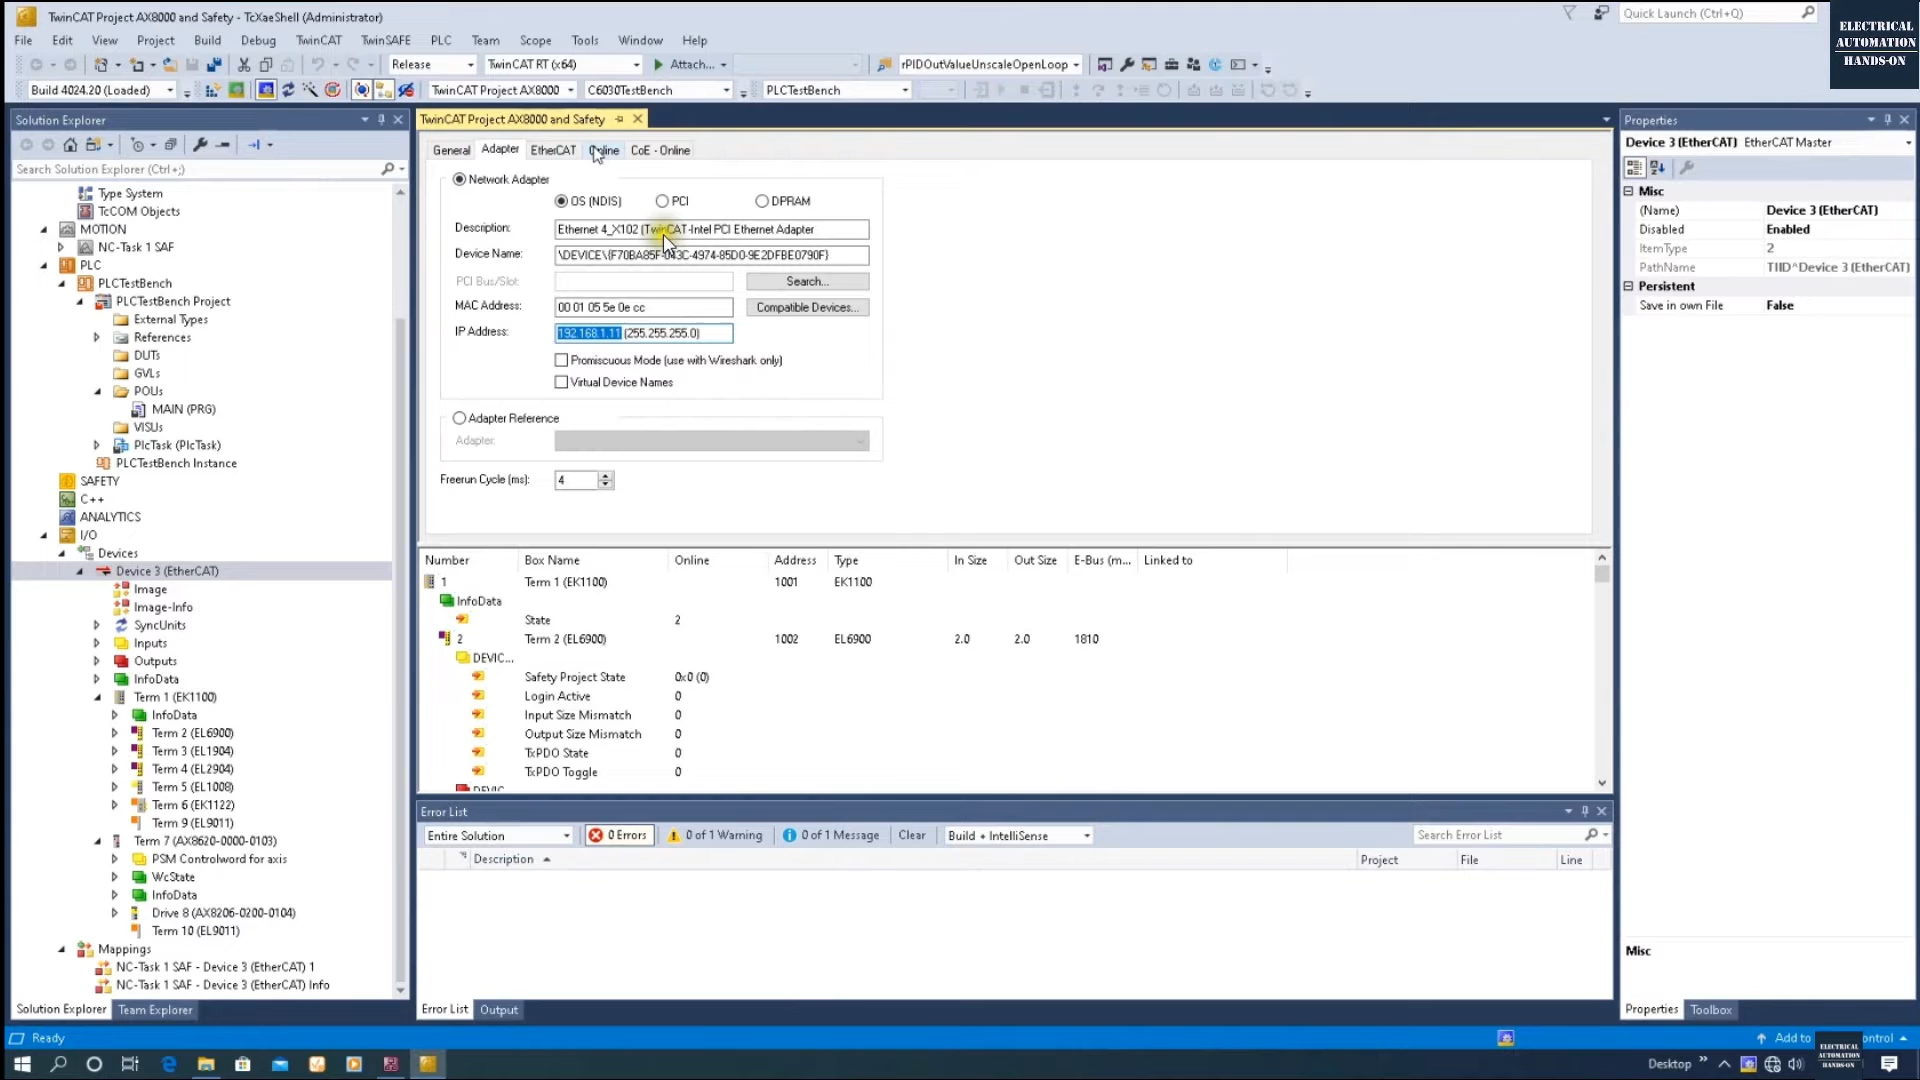 TwinCAT Project AX8000 and Safety - TcXaeShell (Administrator)
Quick Launch (Ctrl+Q)
ELECTRICAL
AUTOMATION
HANDS-ON
File Edit View Project Build Debug TwinCAT TwinSAFE PLC Team Scope Tools Window Help
Release TwinCAT RT (x64) Attach... rPIDOutValueUnscaleOpenLoop
Build 4024.20 (Loaded) TwinCAT Project AX8000 C6030TestBench PLCTestBench
Solution Explorer
Search Solution Explorer (Ctrl+;)
Type System
TcCOM Objects
MOTION
NC-Task 1 SAF
PLC
PLCTestBench
PLCTestBench Project
External Types
References
DUTs
GVLs
POUs
MAIN (PRG)
VISUs
PlcTask (PlcTask)
PLCTestBench Instance
SAFETY
C++
ANALYTICS
I/O
Devices
Device 3 (EtherCAT)
Image
Image-Info
SyncUnits
Inputs
Outputs
InfoData
Term 1 (EK1100)
InfoData
Term 2 (EL6900)
Term 3 (EL1904)
Term 4 (EL2904)
Term 5 (EL1008)
Term 6 (EK1122)
Term 9 (EL9011)
Term 7 (AX8620-0000-0103)
PSM Controlword for axis
WcState
InfoData
Drive 8 (AX8206-0200-0104)
Term 10 (EL9011)
Mappings
NC-Task 1 SAF - Device 3 (EtherCAT) 1
NC-Task 1 SAF - Device 3 (EtherCAT) Info
Solution Explorer Team Explorer
TwinCAT Project AX8000 and Safety
General Adapter EtherCAT Online CoE - Online
Network Adapter
OS (NDIS) PCI DPRAM
Description: Ethernet 4_X102 (TwinCAT-Intel PCI Ethernet Adapter
Device Name:
PCI Bus/Slot: Search...
MAC Address: 00 01 05 5e 0e cc Compatible Devices...
IP Address: 192.168.1.11 (255.255.255.0)
Promiscuous Mode (use with Wireshark only)
Virtual Device Names
Adapter Reference
Adapter:
Freerun Cycle (ms): 4
Number Box Name Online Address Type In Size Out Size E-Bus (m... Linked to
1 Term 1 (EK1100) 1001 EK1100
InfoData
State 2
2 Term 2 (EL6900) 1002 EL6900 2.0 2.0 1810
DEVIC...
Safety Project State 0x0 (0)
Login Active 0
Input Size Mismatch 0
Output Size Mismatch 0
TxPDO State 0
TxPDO Toggle 0
Error List
Entire Solution 0 Errors 0 of 1 Warning 0 of 1 Message Clear Build + IntelliSense Search Error List
Description Project File Line
Error List Output
Properties
Device 3 (EtherCAT) EtherCAT Master
Misc
(Name) Device 3 (EtherCAT)
Disabled Enabled
ItemType 2
PathName TIID^Device 3 (EtherCAT)
Persistent
Save in own File False
Misc
Properties Toolbox
Ready
Add to
ontrol
Desktop
ELECTRICAL
AUTOMATION
HANDS-ON